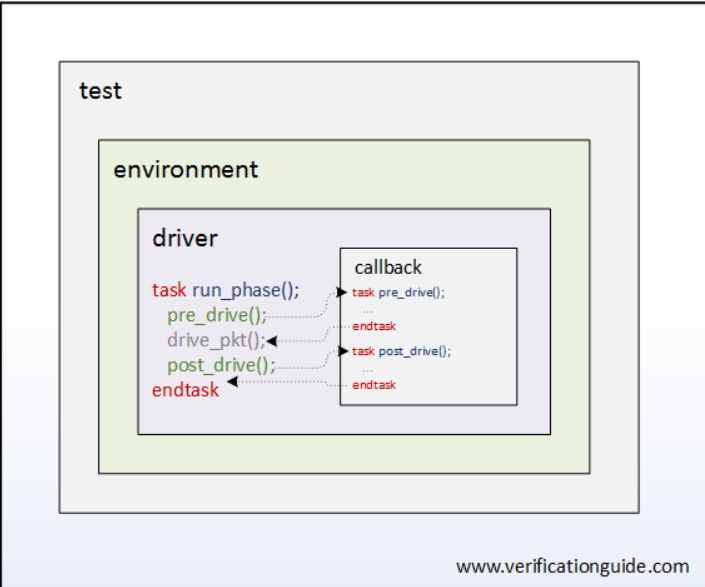 test
environment
driver
task run_phase();
pre_drive();
drive_pkt();
post_drive();
endtask
callback
task pre_drive();
...
endtask
task post_drive();
...
endtask
www.verificationguide.com